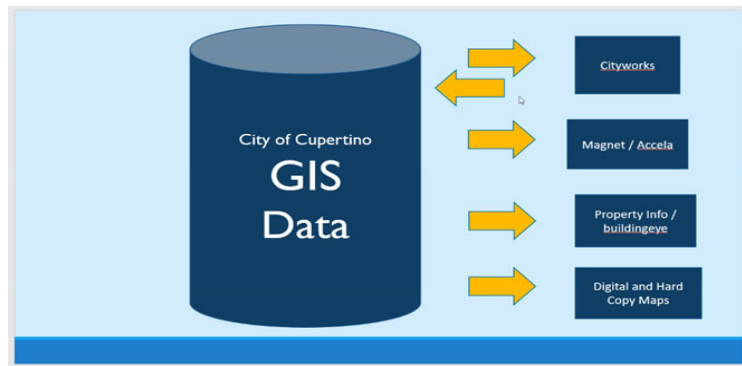 City of Cupertino
GIS
Data
Cityworks
Magnet / Accela
Property Info /
buildingeye
Digital and Hard
Copy Maps